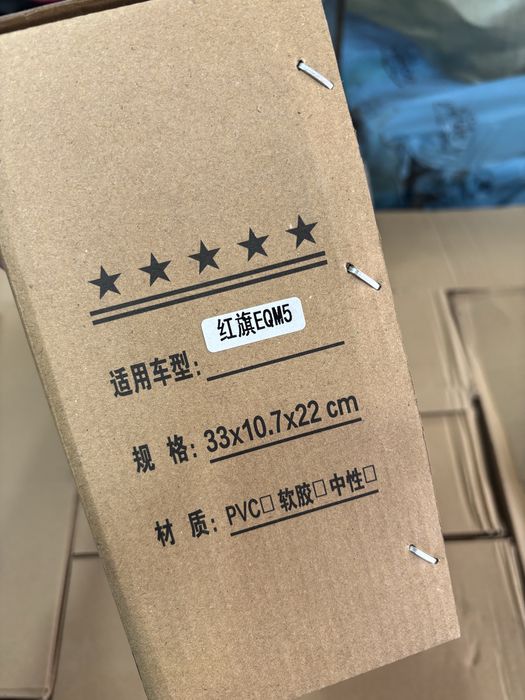 ★★★★★
红旗EQM5
适用车型:
规 格: 33x10.7x22 cm
材 质: PVC□ 软胶□ 中性□